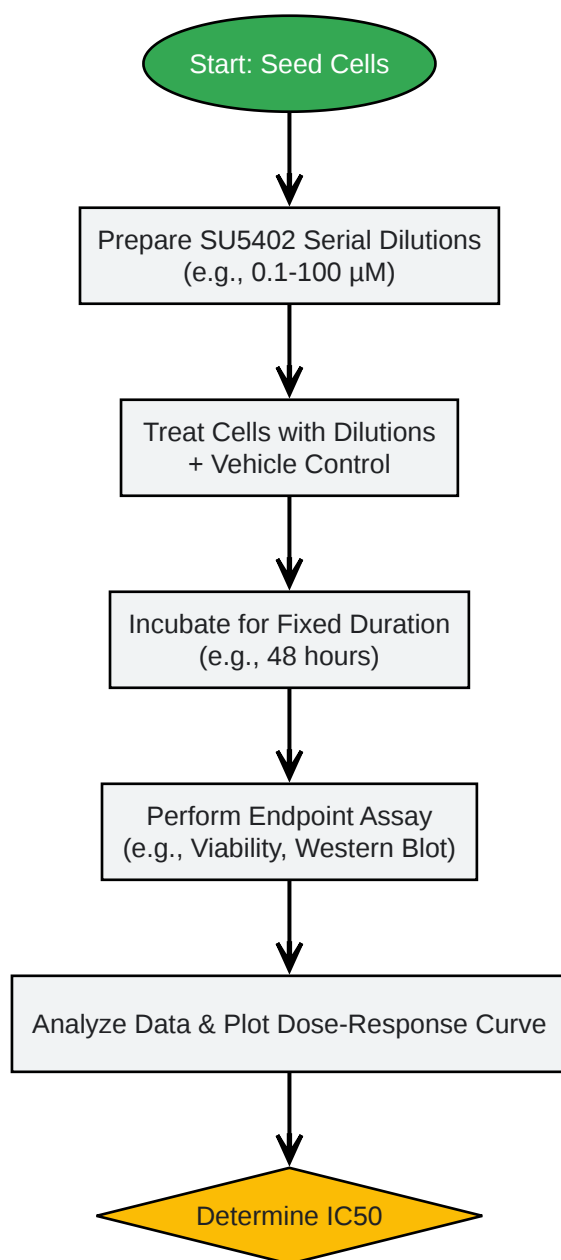 Start: Seed Cells
Prepare SU5402 Serial Dilutions
(e.g., 0.1-100 µM)
Treat Cells with Dilutions
+ Vehicle Control
Incubate for Fixed Duration
(e.g., 48 hours)
Perform Endpoint Assay
(e.g., Viability, Western Blot)
Analyze Data & Plot Dose-Response Curve
Determine IC50